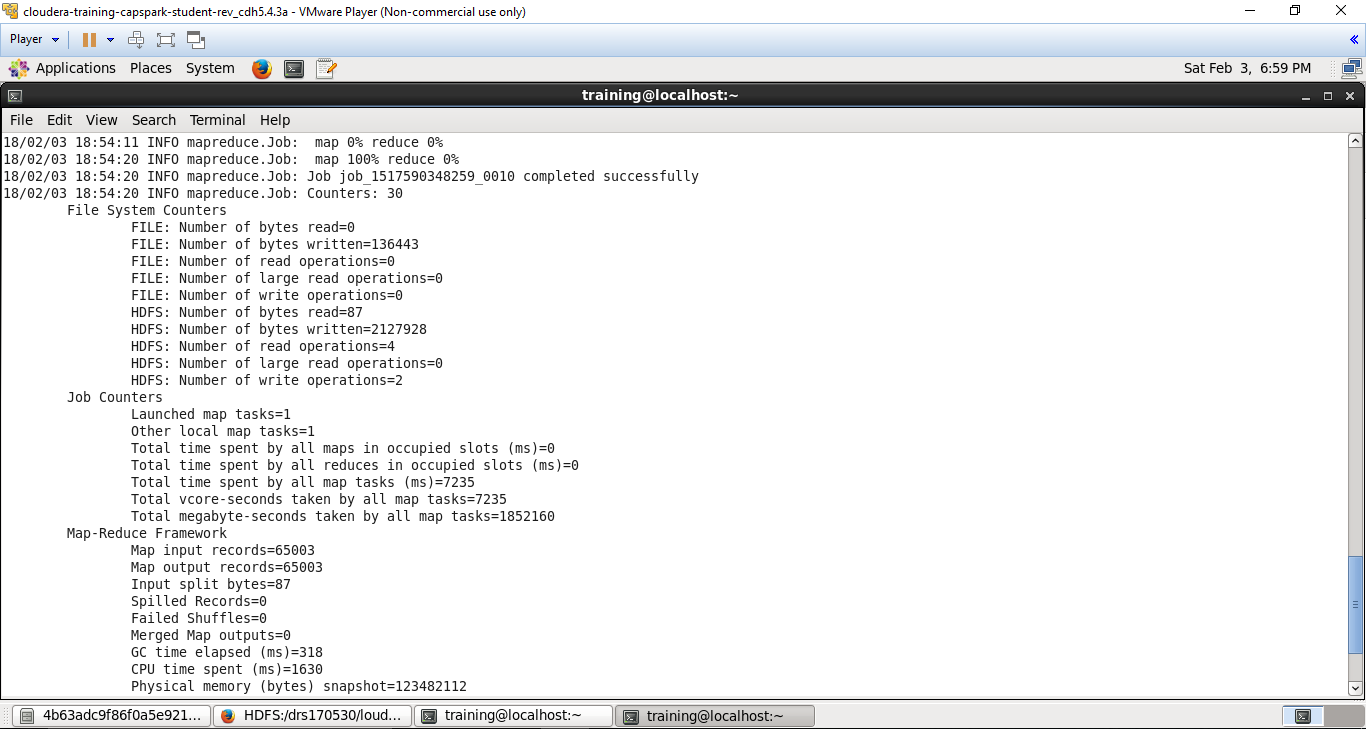 cloudera-training-capspark-student-rev_cdh5.4.3a - VMware Player (Non-commercial use only)
Player
Applications Places System Sat Feb 3, 6:59 PM
training@localhost:~
File Edit View Search Terminal Help
18/02/03 18:54:11 INFO mapreduce.Job:  map 0% reduce 0%
18/02/03 18:54:20 INFO mapreduce.Job:  map 100% reduce 0%
18/02/03 18:54:20 INFO mapreduce.Job: Job job_1517590348259_0010 completed successfully
18/02/03 18:54:20 INFO mapreduce.Job: Counters: 30
File System Counters
FILE: Number of bytes read=0
FILE: Number of bytes written=136443
FILE: Number of read operations=0
FILE: Number of large read operations=0
FILE: Number of write operations=0
HDFS: Number of bytes read=87
HDFS: Number of bytes written=2127928
HDFS: Number of read operations=4
HDFS: Number of large read operations=0
HDFS: Number of write operations=2
Job Counters
Launched map tasks=1
Other local map tasks=1
Total time spent by all maps in occupied slots (ms)=0
Total time spent by all reduces in occupied slots (ms)=0
Total time spent by all map tasks (ms)=7235
Total vcore-seconds taken by all map tasks=7235
Total megabyte-seconds taken by all map tasks=1852160
Map-Reduce Framework
Map input records=65003
Map output records=65003
Input split bytes=87
Spilled Records=0
Failed Shuffles=0
Merged Map outputs=0
GC time elapsed (ms)=318
CPU time spent (ms)=1630
Physical memory (bytes) snapshot=123482112
4b63adc9f86f0a5e921... HDFS:/drs170530/loud... training@localhost:~ training@localhost:~